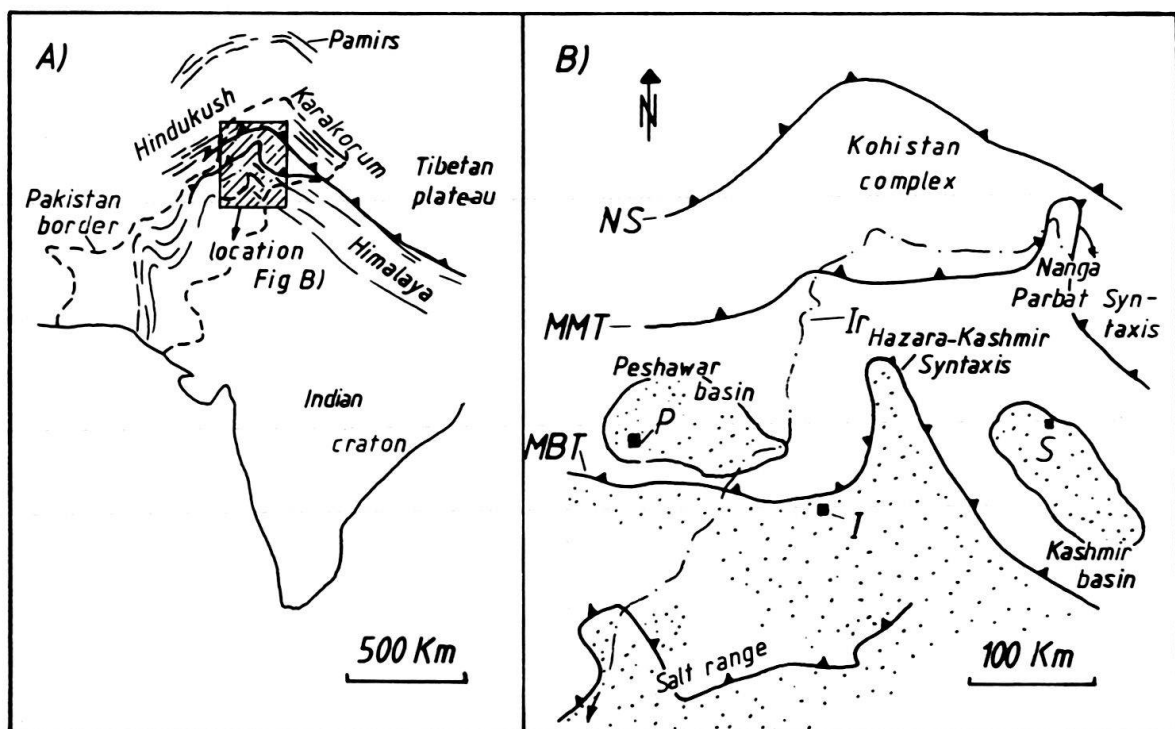 A)
Pamirs
Hindukush
Karakorum
Tibetan
plateau
Pakistan
border
location
Fig B)
Himalaya
Indian
craton
500 Km
B)
N
Kohistan
complex
NS
Nanga
Parbat Syn-
taxis
MMT
Ir
Hazara-Kashmir
Syntaxis
Peshawar
basin
P
MBT
S
I
Kashmir
basin
Salt range
100 Km